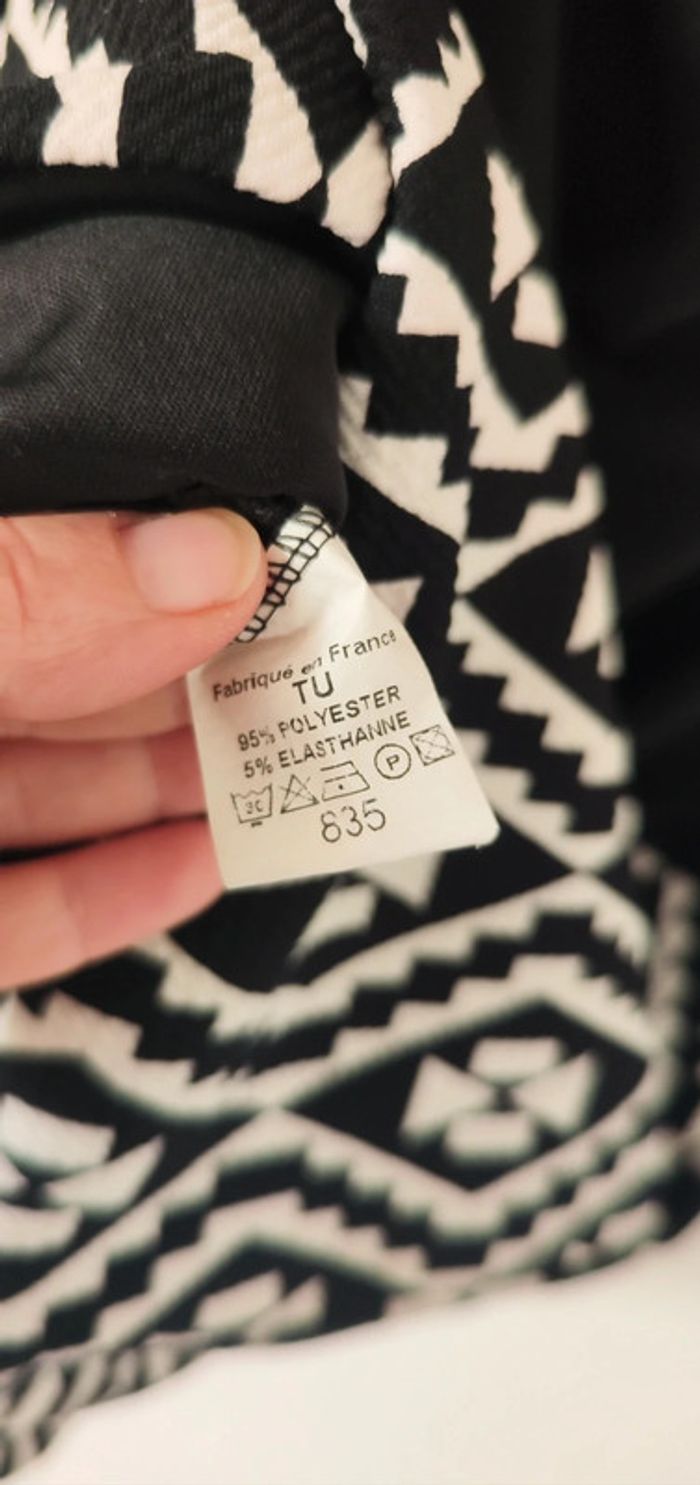 Fabriqué en France
TU
95% POLYESTER
5% ELASTHANNE
30 P
835